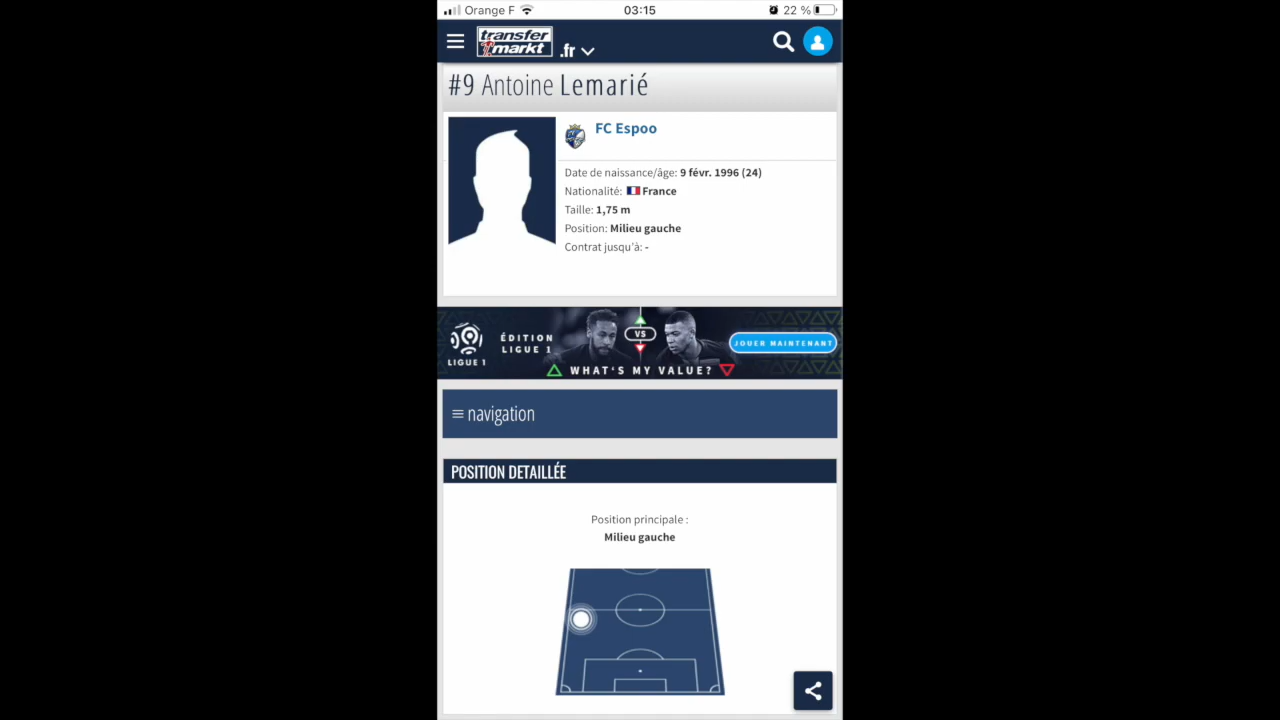 Orange F 03:15 22 %
transfer
markt
.fr
#9 Antoine Lemarié
FC Espoo
Date de naissance/âge: 9 févr. 1996 (24)
Nationalité: France
Taille: 1,75 m
Position: Milieu gauche
Contrat jusqu'à: -
LIGUE 1
ÉDITION
LIGUE 1
VS
JOUER MAINTENANT
WHAT'S MY VALUE?
navigation
POSITION DETAILLÉE
Position principale :
Milieu gauche